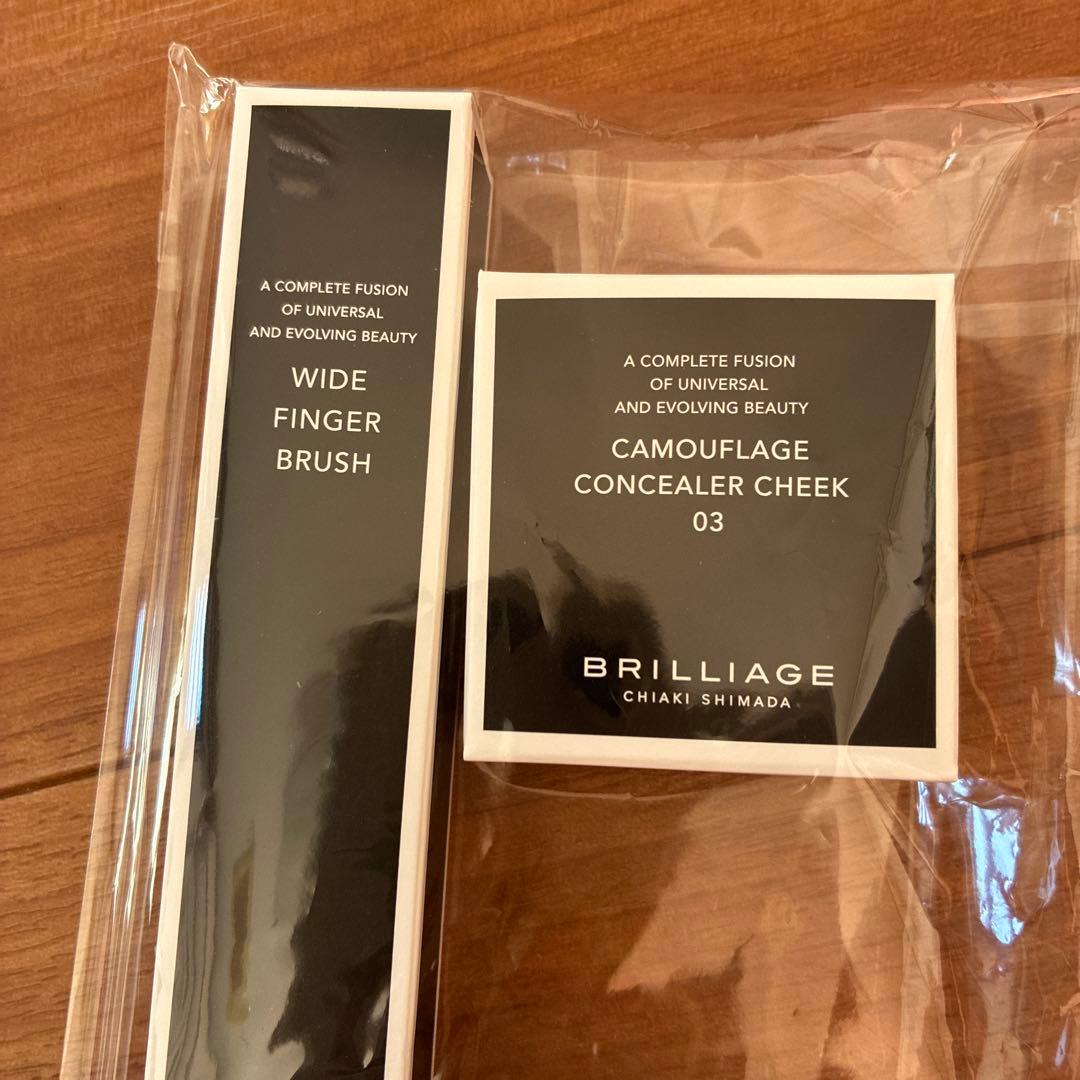 A COMPLETE FUSION
OF UNIVERSAL
AND EVOLVING BEAUTY
WIDE
FINGER
BRUSH
A COMPLETE FUSION
OF UNIVERSAL
AND EVOLVING BEAUTY
CAMOUFLAGE
CONCEALER CHEEK
03
BRILLIAGE
CHIAKI SHIMADA